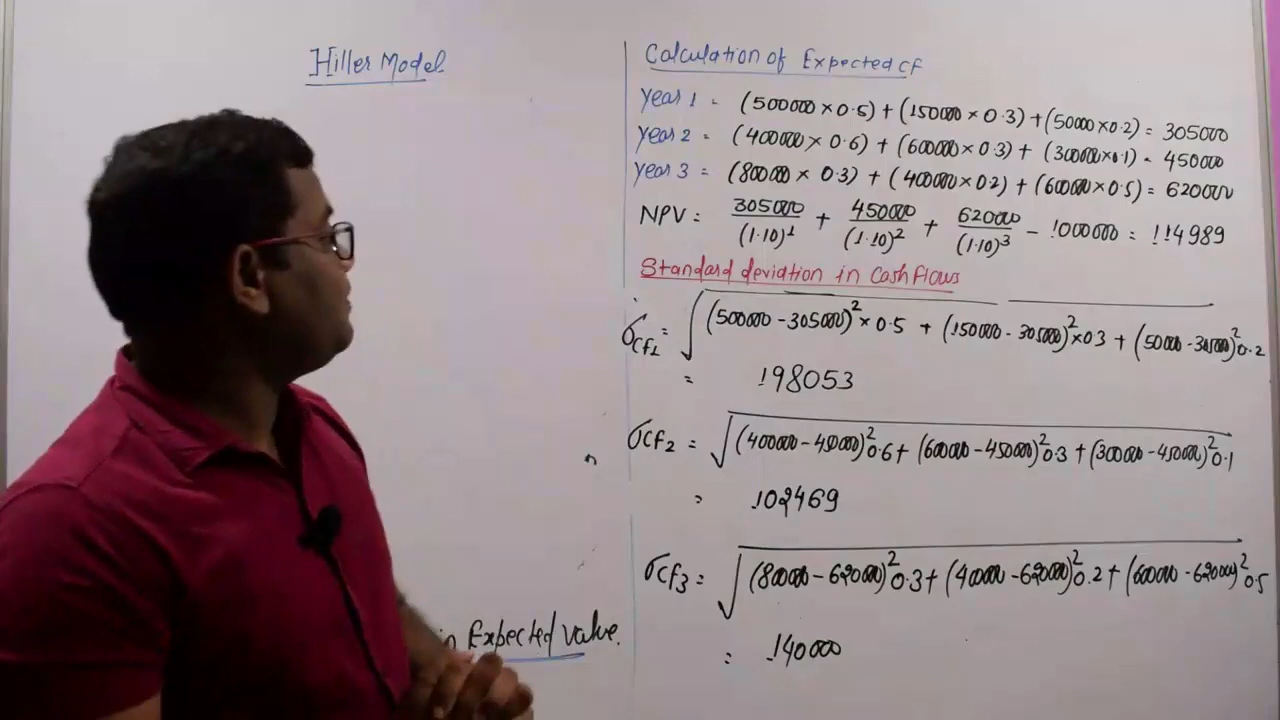 Hiller Model
in Expected value.
Calculation of Expected cf
Year 1 = (500000 × 0.5) + (150000 × 0.3) + (50000 × 0.2) = 305000
Year 2 = (400000 × 0.6) + (600000 × 0.3) + (300000 × 0.1) = 450000
Year 3 = (800000 × 0.3) + (400000 × 0.2) + (600000 × 0.5) = 620000
NPV = 305000/(1.10)^1 + 450000/(1.10)^2 + 620000/(1.10)^3 - 1000000 = 114989
Standard deviation in Cash flows
σcf1 = √(500000 - 305000)^2 × 0.5 + (150000 - 305000)^2 × 0.3 + (50000 - 305000)^2 0.2
= 198053
σcf2 = √(400000 - 450000)^2 0.6 + (600000 - 450000)^2 0.3 + (300000 - 450000)^2 0.1
= 102469
σcf3 = √(800000 - 620000)^2 0.3 + (400000 - 620000)^2 0.2 + (600000 - 620000)^2 0.5
= 140000